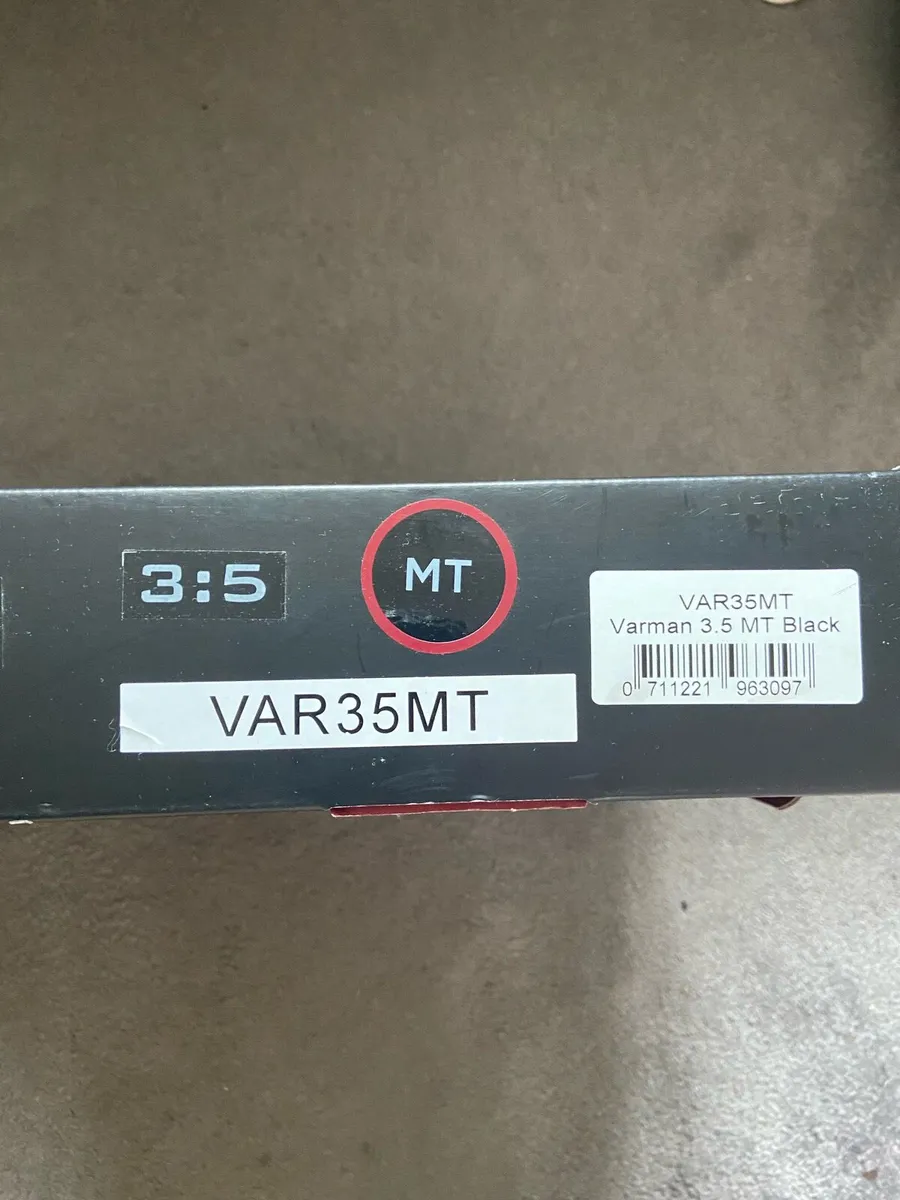 3:5
MT
VAR35MT
VAR35MT
Varman 3.5 MT Black
0 711221 963097